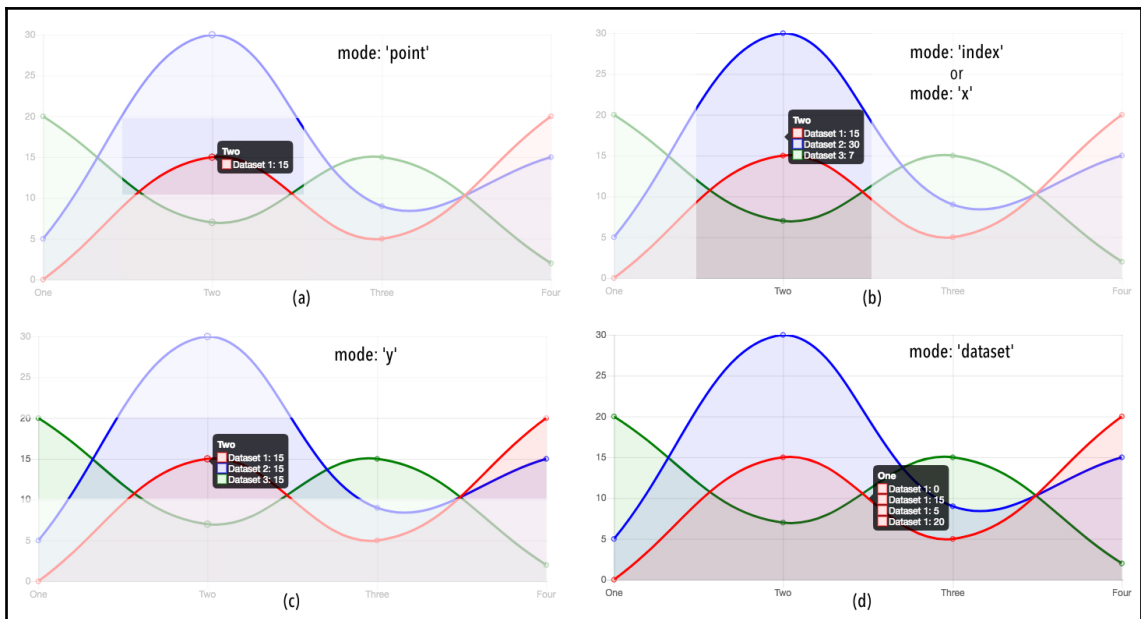 mode: 'point'
30
25
20
15
10
5
0
Two
Dataset 1: 15
One
Two
Three
Four
(a)
mode: 'index'
or
mode: 'x'
30
25
20
15
10
5
0
Two
Dataset 1: 15
Dataset 2: 30
Dataset 3: 7
One
Two
Three
Four
(b)
mode: 'y'
30
25
20
15
10
5
0
Two
Dataset 1: 15
Dataset 2: 15
Dataset 3: 15
One
Two
Three
Four
(c)
mode: 'dataset'
30
25
20
15
10
5
0
One
Dataset 1: 0
Dataset 1: 15
Dataset 1: 5
Dataset 1: 20
One
Two
Three
Four
(d)